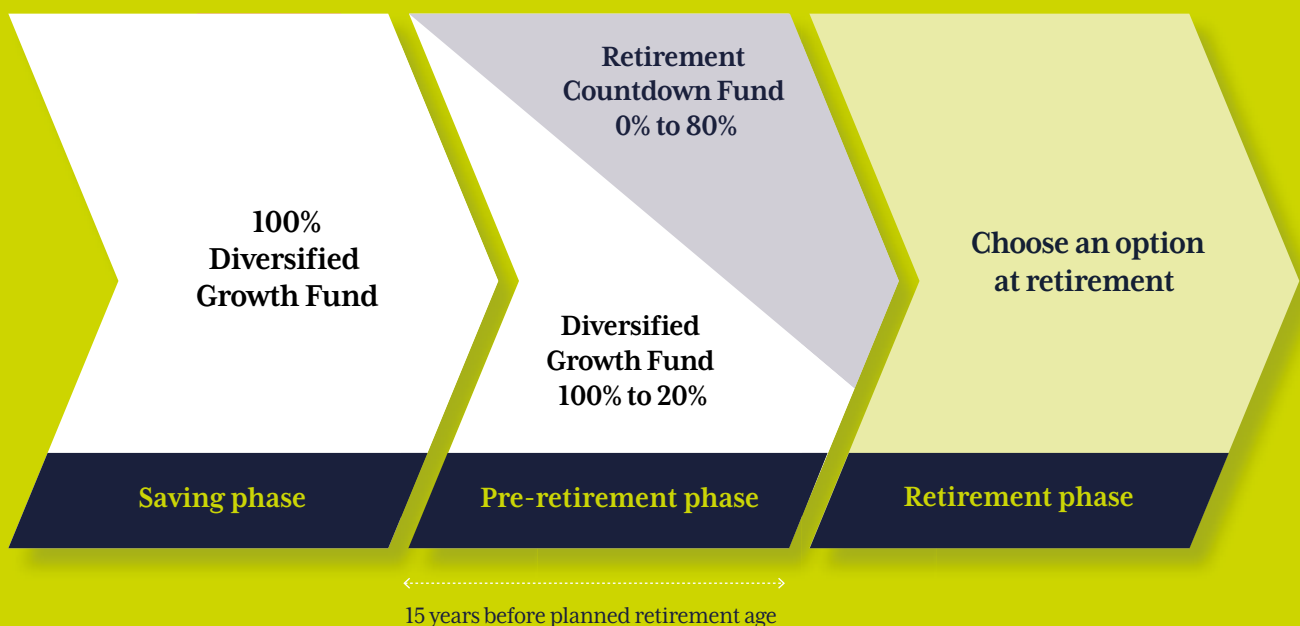 100%
Diversified
Growth Fund
Saving phase
Retirement
Countdown Fund
0% to 80%
Diversified
Growth Fund
100% to 20%
Pre-retirement phase
Choose an option
at retirement
Retirement phase
15 years before planned retirement age